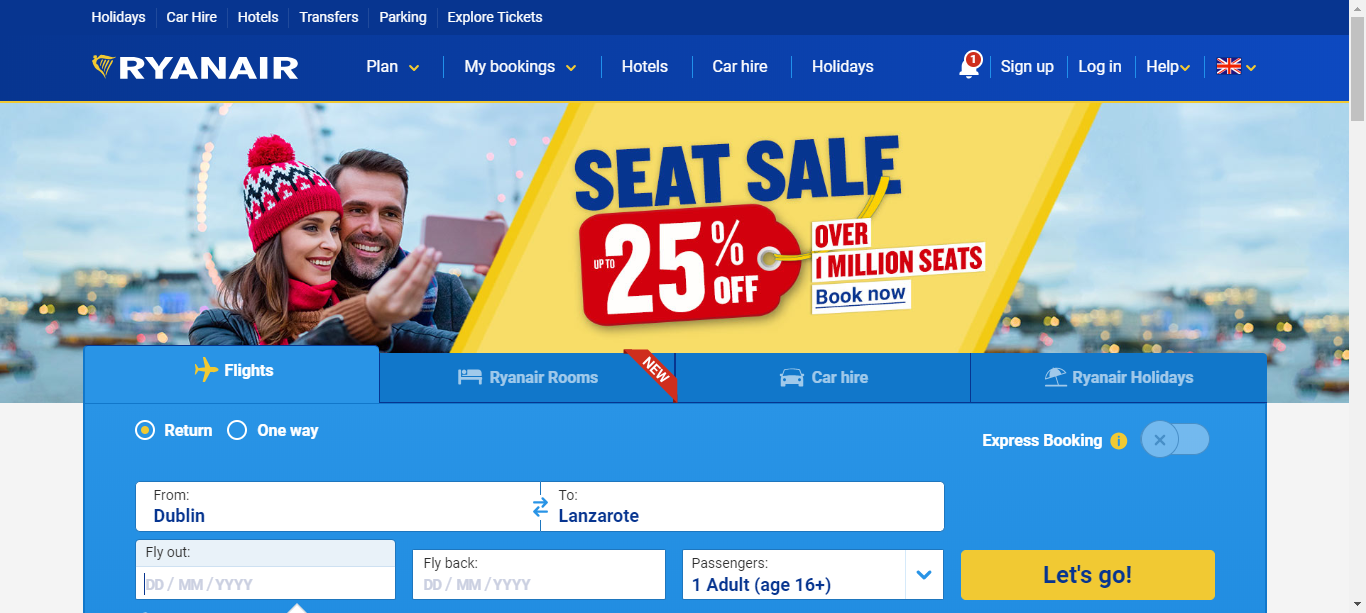 Holidays Car Hire Hotels Transfers Parking Explore Tickets
RYANAIR Plan My bookings Hotels Car hire Holidays 1 Sign up Log in Help
SEAT SALE
UP TO 25% OFF
OVER
1 MILLION SEATS
Book now
Flights Ryanair Rooms NEW Car hire Ryanair Holidays
Return One way
Express Booking i
From: To:
Dublin Lanzarote
Fly out: Fly back: Passengers:
DD / MM / YYYY DD / MM / YYYY 1 Adult (age 16+) Let's go!